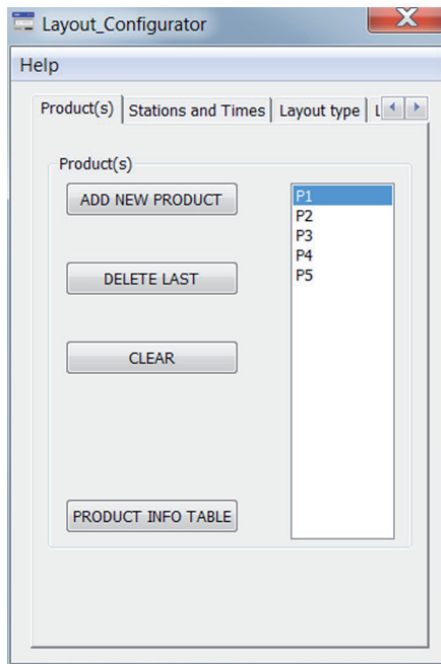 Layout_Configurator
Help
Product(s) Stations and Times Layout type L
Product(s)
ADD NEW PRODUCT
DELETE LAST
CLEAR
PRODUCT INFO TABLE
P1
P2
P3
P4
P5